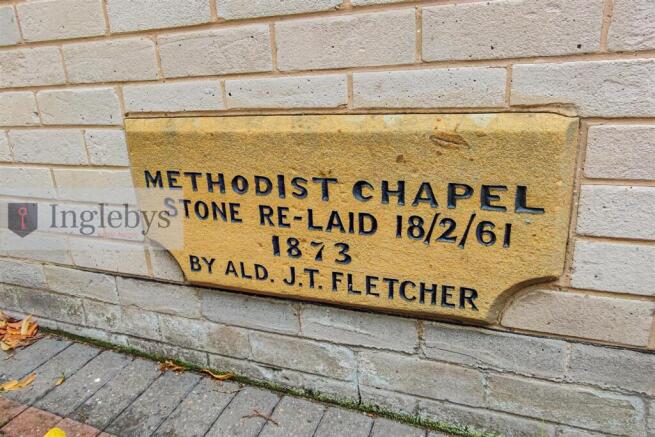 METHODIST CHAPEL
STONE RE-LAID 18/2/61
1873
BY ALD. J.T. FLETCHER
Inglebys